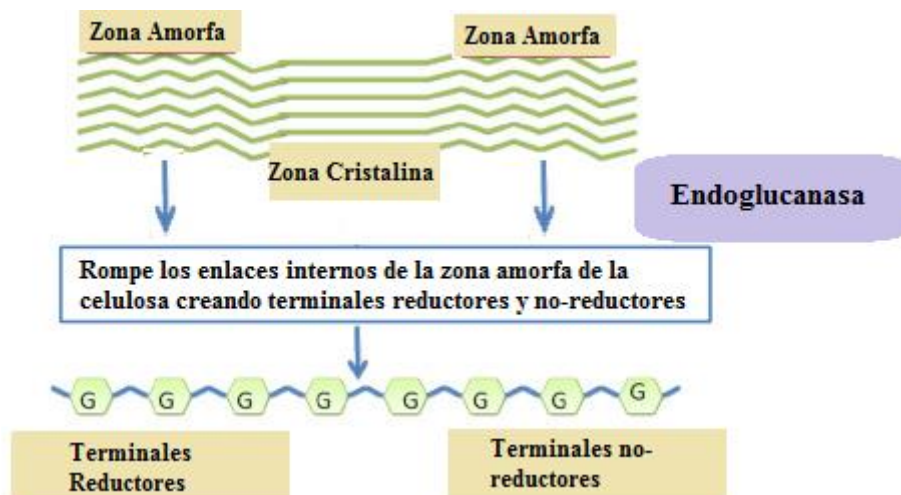 Zona Amorfa
Zona Amorfa
Zona Cristalina
Endoglucanasa
Rompe los enlaces internos de la zona amorfa de la
celulosa creando terminales reductores y no-reductores
G G G G G G G G
Terminales
Reductores
Terminales no-
reductores